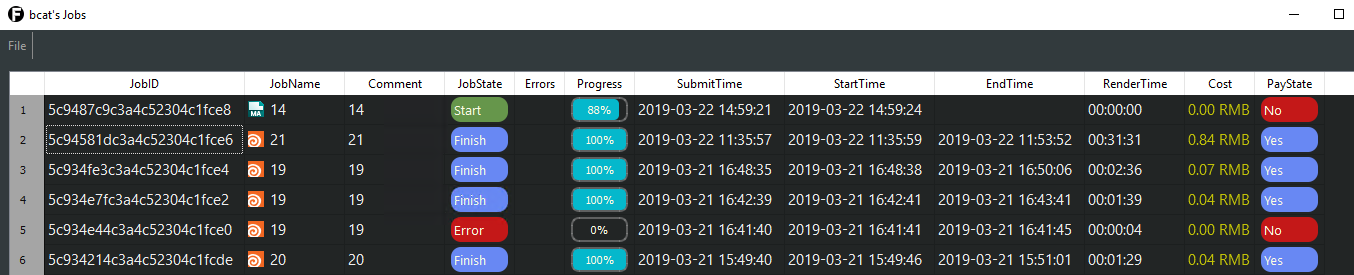 F bcat's Jobs
File
JobID JobName Comment JobState Errors Progress SubmitTime StartTime EndTime RenderTime Cost PayState
1 5c9487c9c3a4c52304c1fce8 MA 14 14 Start 88% 2019-03-22 14:59:21 2019-03-22 14:59:24 00:00:00 0.00 RMB No
2 5c94581dc3a4c52304c1fce6 21 21 Finish 100% 2019-03-22 11:35:57 2019-03-22 11:35:59 2019-03-22 11:53:52 00:31:31 0.84 RMB Yes
3 5c934fe3c3a4c52304c1fce4 19 19 Finish 100% 2019-03-21 16:48:35 2019-03-21 16:48:38 2019-03-21 16:50:06 00:02:36 0.07 RMB Yes
4 5c934e7fc3a4c52304c1fce2 19 19 Finish 100% 2019-03-21 16:42:39 2019-03-21 16:42:41 2019-03-21 16:43:41 00:01:39 0.04 RMB Yes
5 5c934e44c3a4c52304c1fce0 19 19 Error 0% 2019-03-21 16:41:40 2019-03-21 16:41:41 2019-03-21 16:41:45 00:00:04 0.00 RMB No
6 5c934214c3a4c52304c1fcde 20 20 Finish 100% 2019-03-21 15:49:40 2019-03-21 15:49:46 2019-03-21 15:51:01 00:01:29 0.04 RMB Yes